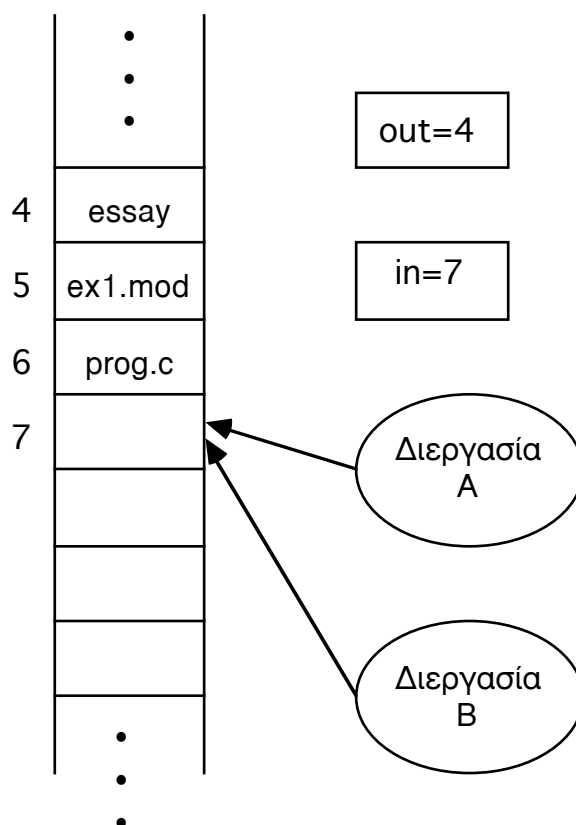 out=4
4 essay
in=7
5 ex1.mod
6 prog.c
7
Διεργασία
A
Διεργασία
B